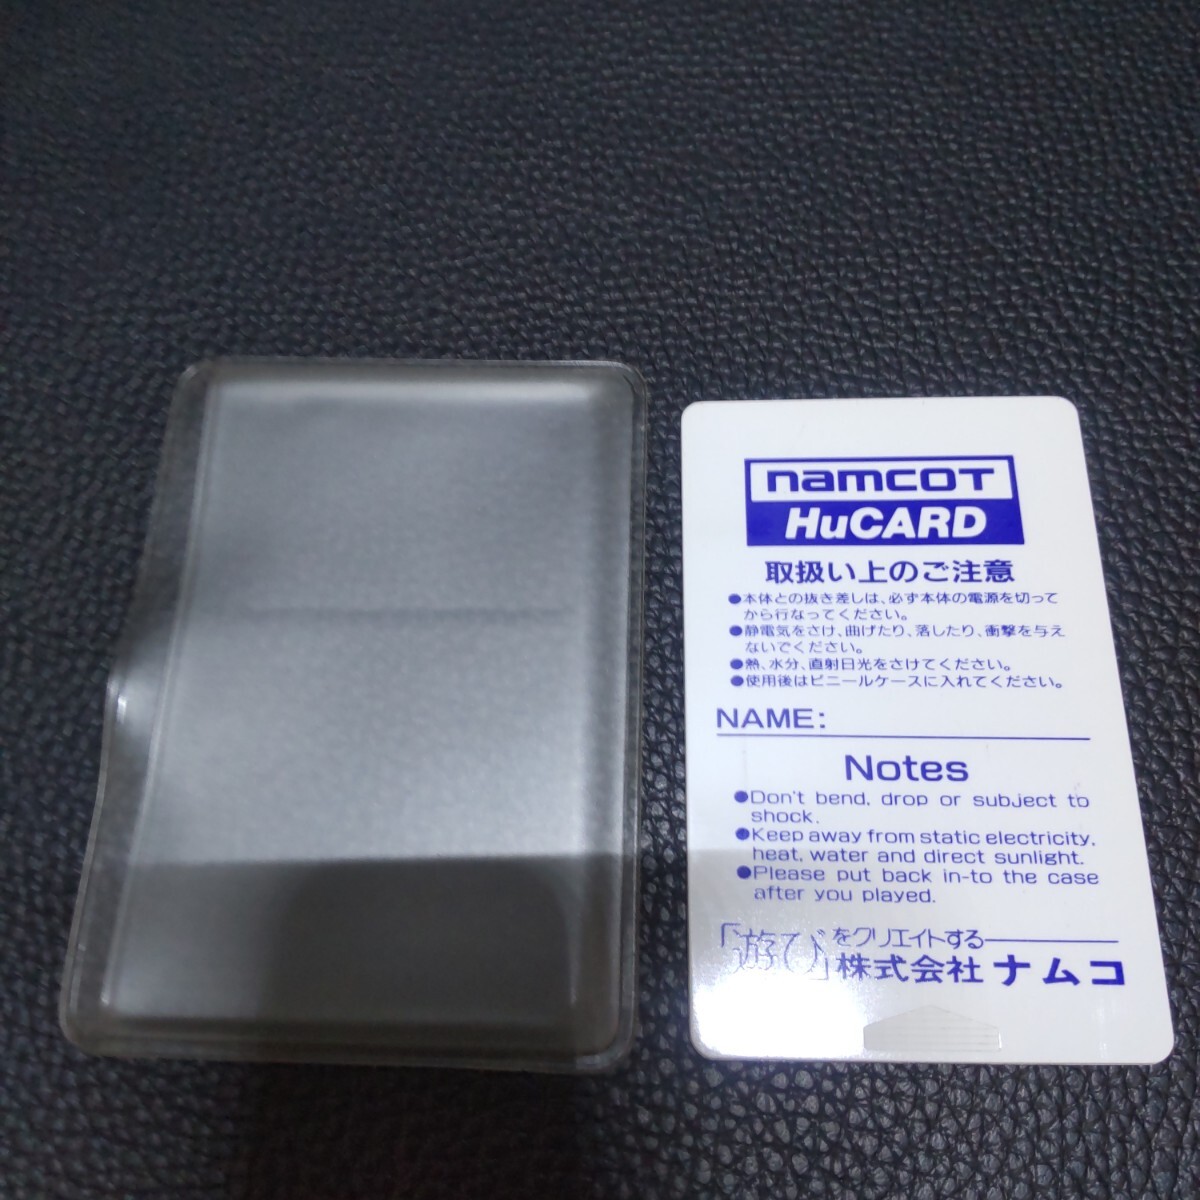 namcoT
HuCARD
取扱い上のご注意
●本体との抜き差しは、必ず本体の電源を切って
から行なってください。
●静電気をさけ、曲げたり、落したり、衝撃を与え
ないでください。
●熱、水分、直射日光をさけてください。
●使用後はビニールケースに入れてください。
NAME:
Notes
●Don't bend, drop or subject to
shock.
●Keep away from static electricity,
heat, water and direct sunlight.
●Please put back in-to the case
after you played.
「遊び」をクリエイトする
株式会社ナムコ